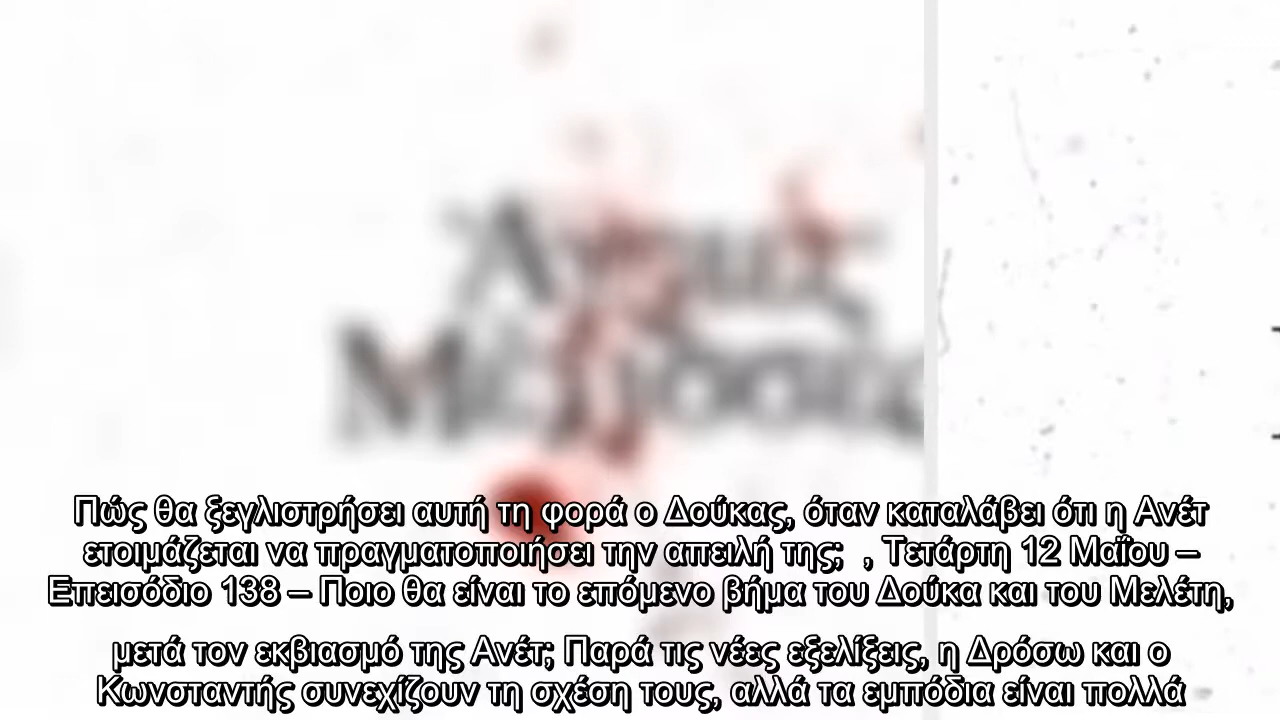 Άγριες
Μέλισσες
Πώς θα ξεγλιστρήσει αυτή τη φορά ο Δούκας, όταν καταλάβει ότι η Ανέτ
ετοιμάζεται να πραγματοποιήσει την απειλή της;  , Τετάρτη 12 Μαΐου –
Επεισόδιο 138 – Ποιο θα είναι το επόμενο βήμα του Δούκα και του Μελέτη,
μετά τον εκβιασμό της Ανέτ; Παρά τις νέες εξελίξεις, η Δρόσω και ο
Κωνσταντής συνεχίζουν τη σχέση τους, αλλά τα εμπόδια είναι πολλά